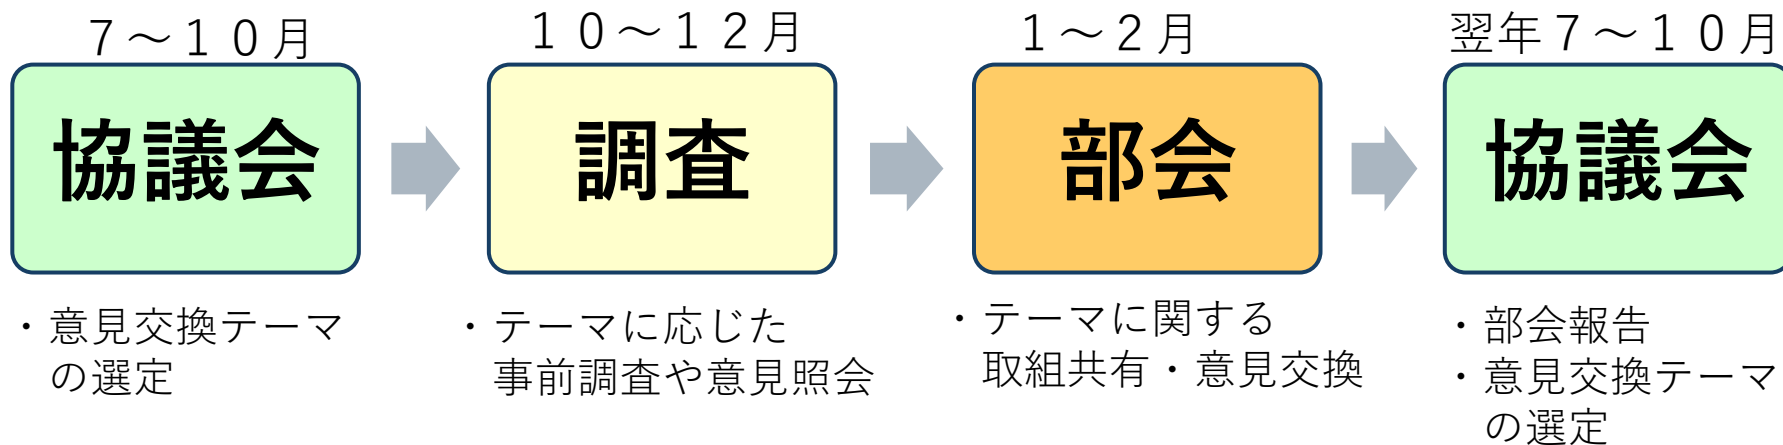 ７～１０月
協議会
・意見交換テーマ
の選定
１０～１２月
調査
・テーマに応じた
事前調査や意見照会
１～２月
部会
・テーマに関する
取組共有・意見交換
翌年７～１０月
協議会
・部会報告
・意見交換テーマ
の選定